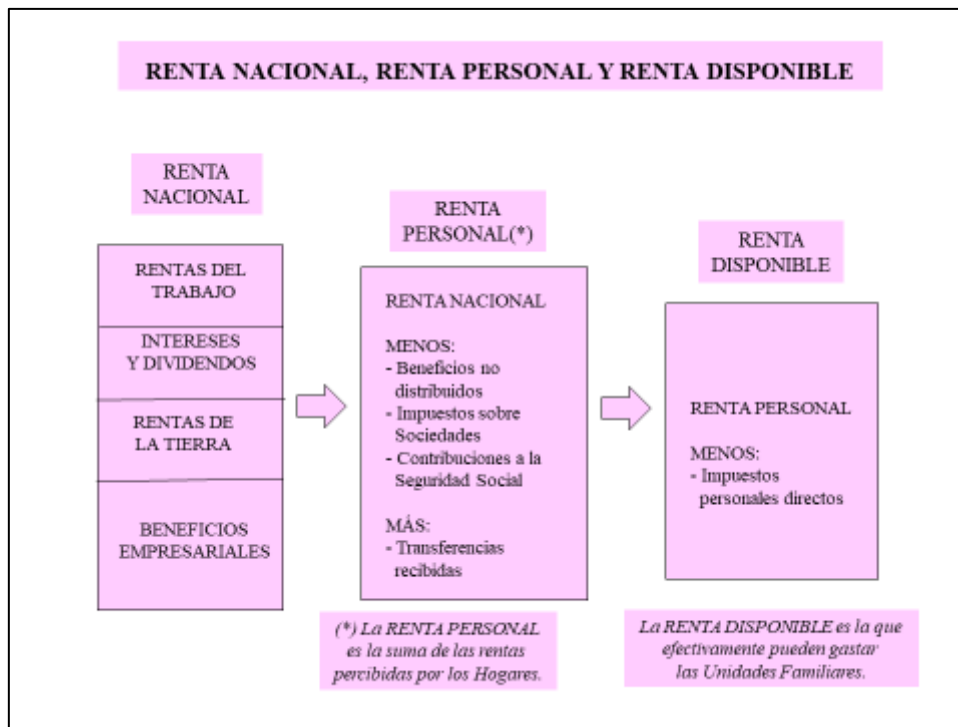 RENTA NACIONAL, RENTA PERSONAL Y RENTA DISPONIBLE
RENTA
NACIONAL
RENTAS DEL
TRABAJO
INTERESES
Y DIVIDENDOS
RENTAS DE
LA TIERRA
BENEFICIOS
EMPRESARIALES
RENTA
PERSONAL(*)
RENTA NACIONAL
MENOS:
- Beneficios no
distribuidos
- Impuestos sobre
Sociedades
- Contribuciones a la
Seguridad Social
MÁS:
- Transferencias
recibidas
(*) La RENTA PERSONAL
es la suma de las rentas
percibidas por los Hogares.
RENTA
DISPONIBLE
RENTA PERSONAL
MENOS:
- Impuestos
personales directos
La RENTA DISPONIBLE es la que
efectivamente pueden gastar
las Unidades Familiares.